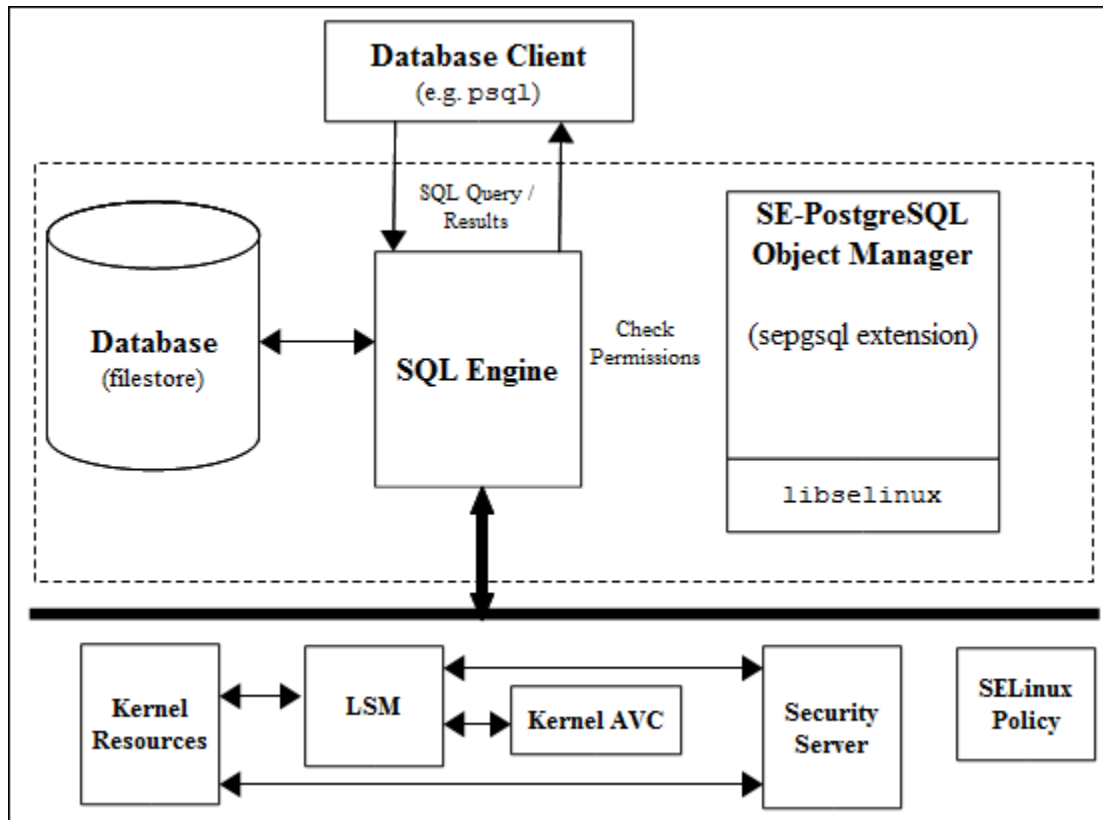 Database Client
(e.g. psql)
SQL Query /
Results
SE-PostgreSQL
Object Manager
(sepgsql extension)
Database
(filestore)
SQL Engine
Check
Permissions
libselinux
Kernel
Resources
LSM
Kernel AVC
Security
Server
SELinux
Policy